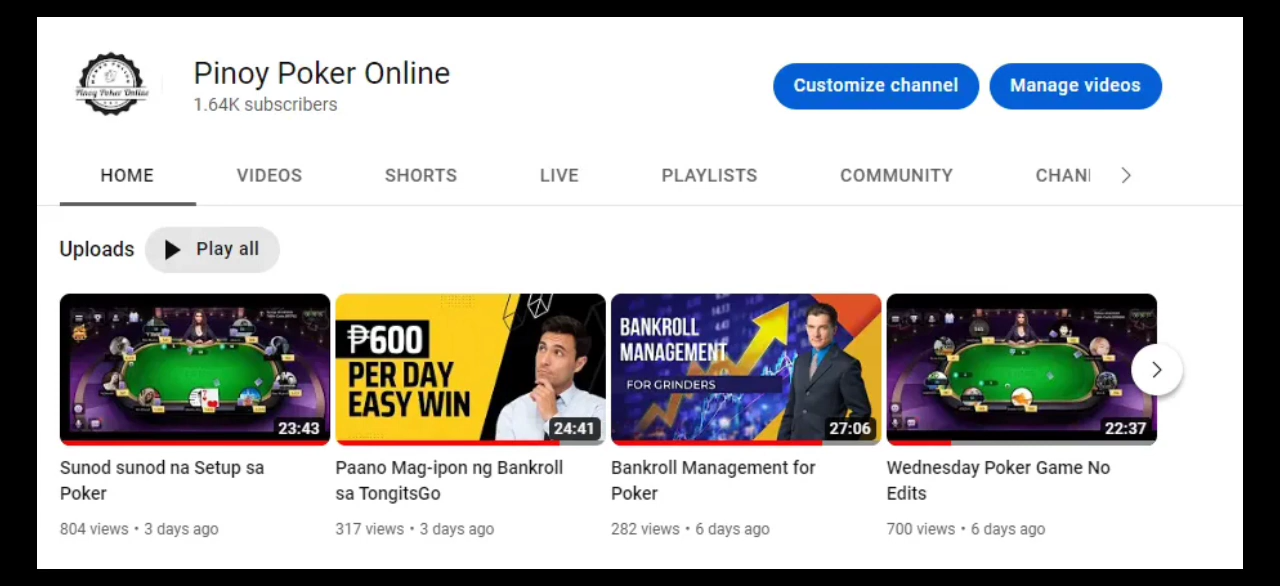 Pinoy Poker Online
Pinoy Poker Online
1.64K subscribers
Customize channel
Manage videos
HOME
VIDEOS
SHORTS
LIVE
PLAYLISTS
COMMUNITY
CHAN
Uploads
Play all
23:43
₱600
PER DAY
EASY WIN
24:41
BANKROLL
MANAGEMENT
FOR GRINDERS
27:06
22:37
Sunod sunod na Setup sa
Poker
804 views • 3 days ago
Paano Mag-ipon ng Bankroll
sa TongitsGo
317 views • 3 days ago
Bankroll Management for
Poker
282 views • 6 days ago
Wednesday Poker Game No
Edits
700 views • 6 days ago